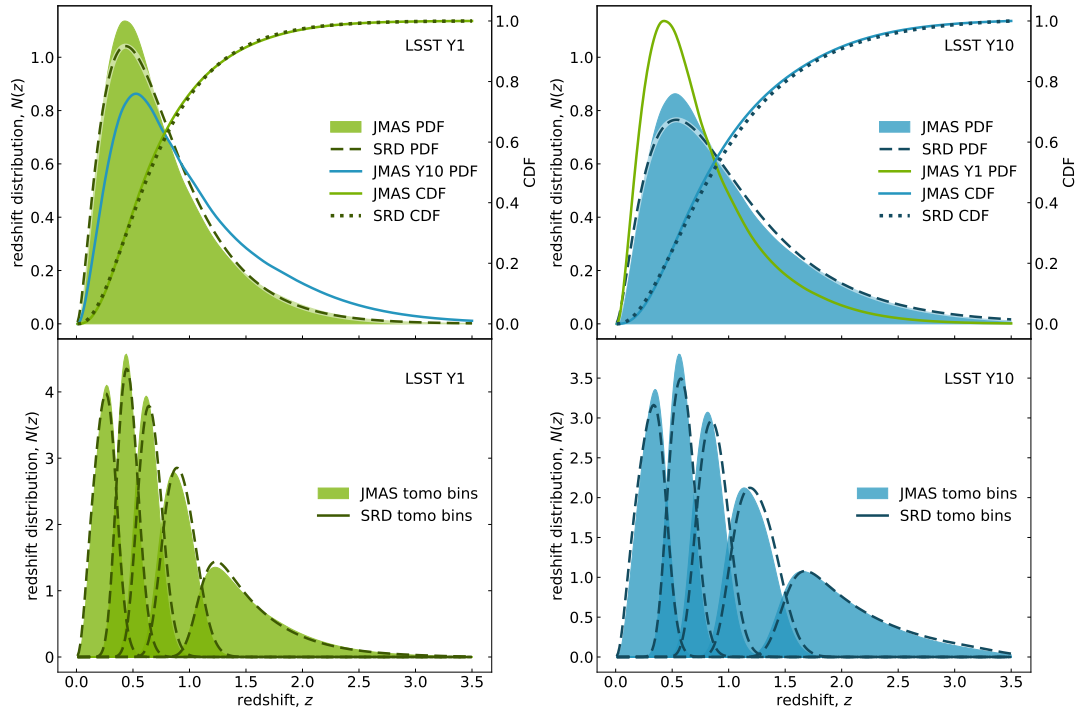 LSST Y1
JMAS PDF
SRD PDF
JMAS Y10 PDF
JMAS CDF
SRD CDF
redshift distribution, N(z)
0.0
0.2
0.4
0.6
0.8
1.0
CDF
0.0
0.2
0.4
0.6
0.8
1.0
LSST Y10
JMAS PDF
SRD PDF
JMAS Y1 PDF
JMAS CDF
SRD CDF
redshift distribution, N(z)
0.0
0.2
0.4
0.6
0.8
1.0
CDF
0.0
0.2
0.4
0.6
0.8
1.0
LSST Y1
JMAS tomo bins
SRD tomo bins
redshift distribution, N(z)
0
1
2
3
4
0.0 0.5 1.0 1.5 2.0 2.5 3.0 3.5
redshift, z
LSST Y10
JMAS tomo bins
SRD tomo bins
redshift distribution, N(z)
0.0
0.5
1.0
1.5
2.0
2.5
3.0
3.5
0.0 0.5 1.0 1.5 2.0 2.5 3.0 3.5
redshift, z